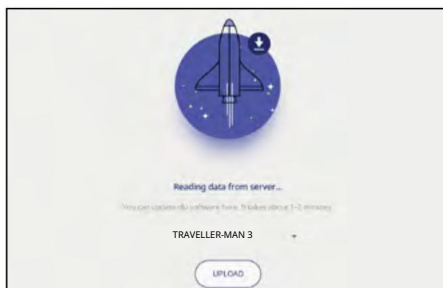 Reading data from server...
You can update du software here. It takes about 1-2 minutes
TRAVELLER-MAN 3
UPLOAD